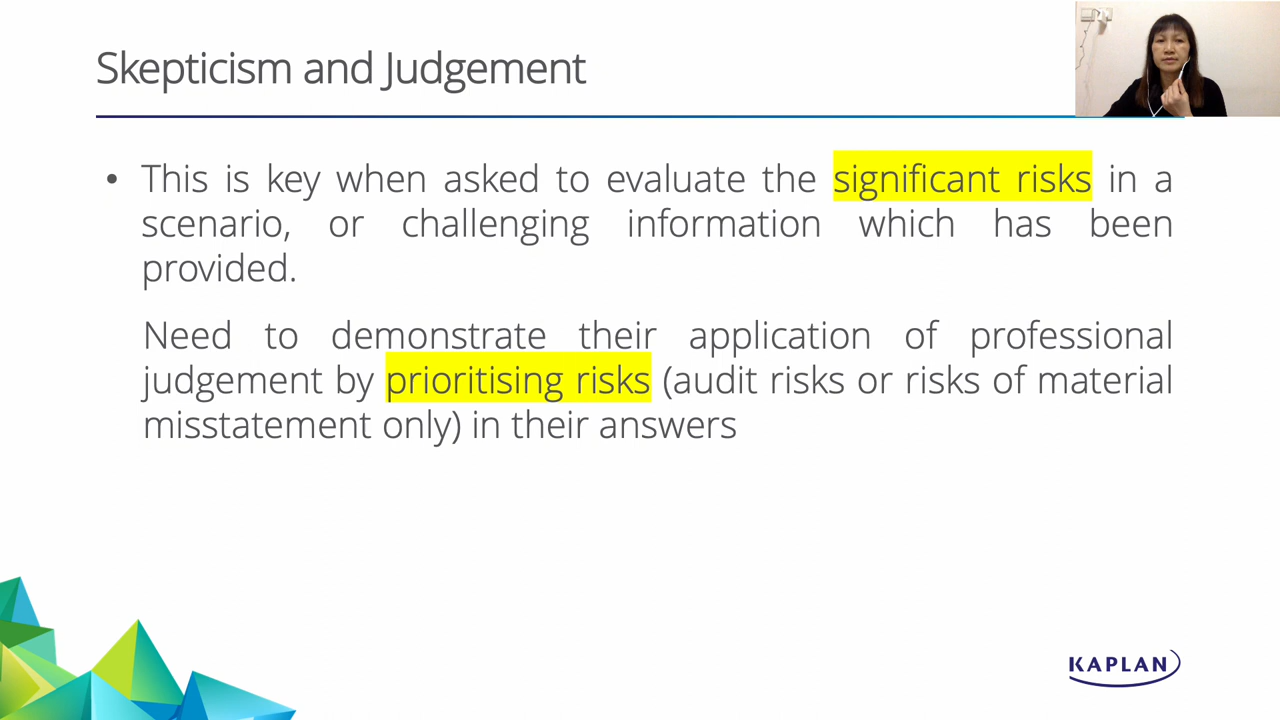 Skepticism and Judgement
• This is key when asked to evaluate the significant risks in a
scenario, or challenging information which has been
provided.
Need to demonstrate their application of professional
judgement by prioritising risks (audit risks or risks of material
misstatement only) in their answers
KAPLAN